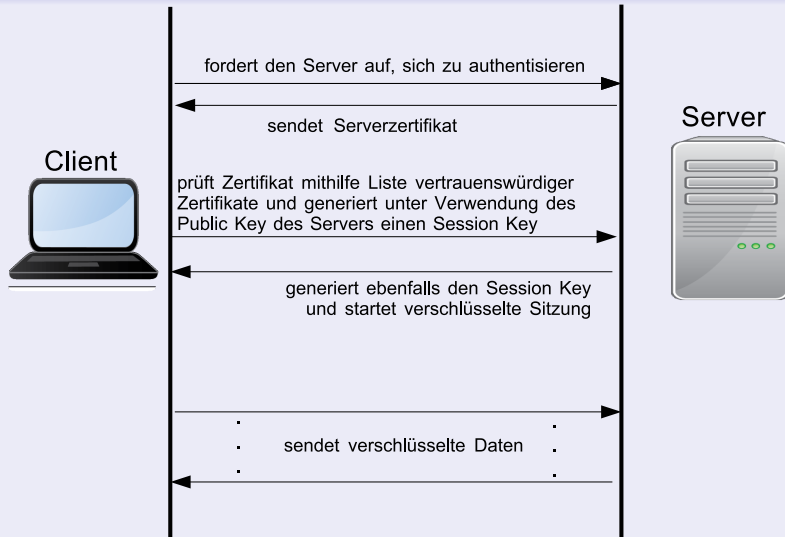 fordert den Server auf, sich zu authentisieren
sendet Serverzertifikat
Server
Client
prüft Zertifikat mithilfe Liste vertrauenswürdiger
Zertifikate und generiert unter Verwendung des
Public Key des Servers einen Session Key
generiert ebenfalls den Session Key
und startet verschlüsselte Sitzung
sendet verschlüsselte Daten